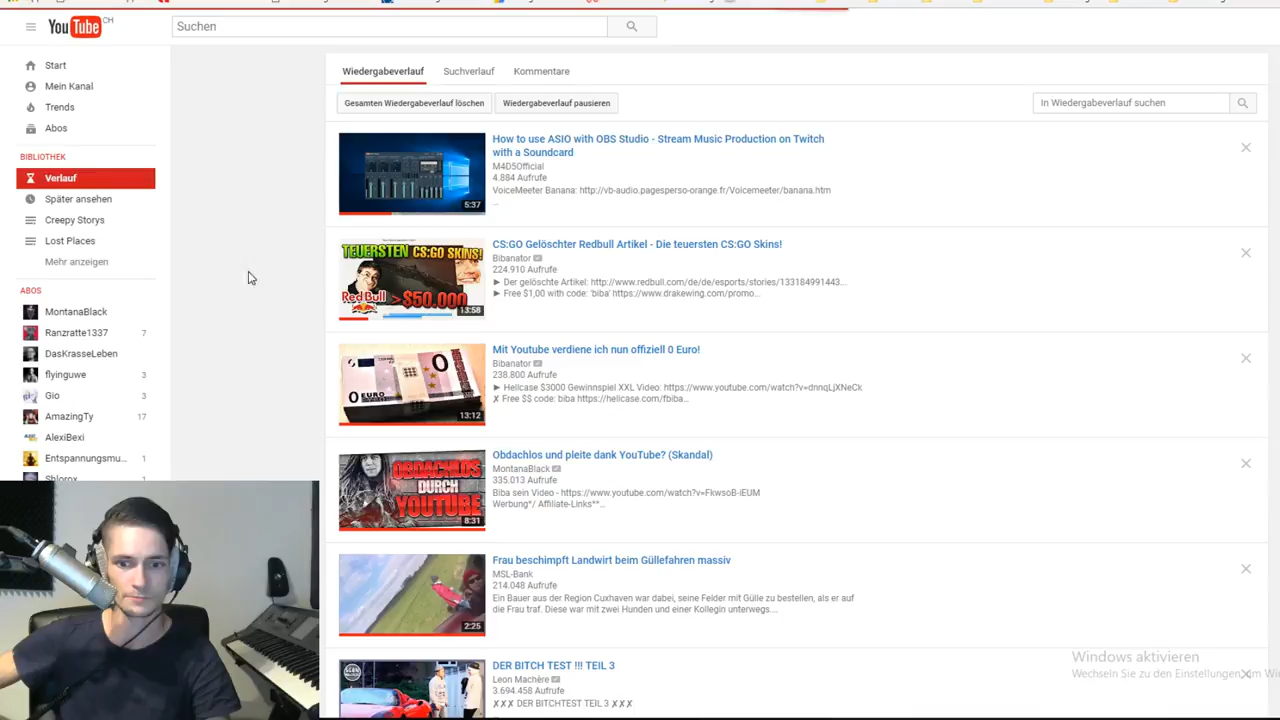 YouTube CH
Suchen
Start
Mein Kanal
Trends
Abos
BIBLIOTHEK
Verlauf
Später ansehen
Creepy Storys
Lost Places
Mehr anzeigen
ABOS
MontanaBlack
Ranzratte1337 7
DasKrasseLeben
flyinguwe 3
Gio 3
AmazingTy 17
AlexiBexi
Entspannungsmu... 1
Shlorox 1
Wiedergabeverlauf Suchverlauf Kommentare
Gesamten Wiedergabeverlauf löschen Wiedergabeverlauf pausieren
In Wiedergabeverlauf suchen
How to use ASIO with OBS Studio - Stream Music Production on Twitch
with a Soundcard
M4D5Official
4.884 Aufrufe
VoiceMeeter Banana: http://vb-audio.pagesperso-orange.fr/Voicemeeter/banana.htm
...
5:37
TEUERSTEN CS:GO SKINS!
Red Bull >$50,000
13:58
CS:GO Gelöschter Redbull Artikel - Die teuersten CS:GO Skins!
Bibanator
224.910 Aufrufe
► Der gelöschte Artikel: http://www.redbull.com/de/de/esports/stories/133184991443...
► Free $1,00 with code: 'biba' https://www.drakewing.com/promo...
0 EURO 0
13:12
Mit Youtube verdiene ich nun offiziell 0 Euro!
Bibanator
238.800 Aufrufe
► Hellcase $3000 Gewinnspiel XXL Video: https://www.youtube.com/watch?v=dnnqLjXNeCk
✗ Free $$ code: biba https://hellcase.com/fbiba...
OBDACHLOS
DURCH
YOUTUBE
8:31
Obdachlos und pleite dank YouTube? (Skandal)
MontanaBlack
335.013 Aufrufe
Biba sein Video - https://www.youtube.com/watch?v=FkwsoB-iEUM
Werbung*/ Affiliate-Links**...
2:25
Frau beschimpft Landwirt beim Güllefahren massiv
MSL-Bank
214.048 Aufrufe
Ein Bauer aus der Region Cuxhaven war dabei, seine Felder mit Gülle zu bestellen, als er auf
die Frau traf. Diese war mit zwei Hunden und einer Kollegin unterwegs...
DER BITCH TEST !!! TEIL 3
Leon Machère
3.694.458 Aufrufe
✗✗✗ DER BITCHTEST TEIL 3 ✗✗✗
Windows aktivieren
Wechseln Sie zu den Einstellungen, um Win